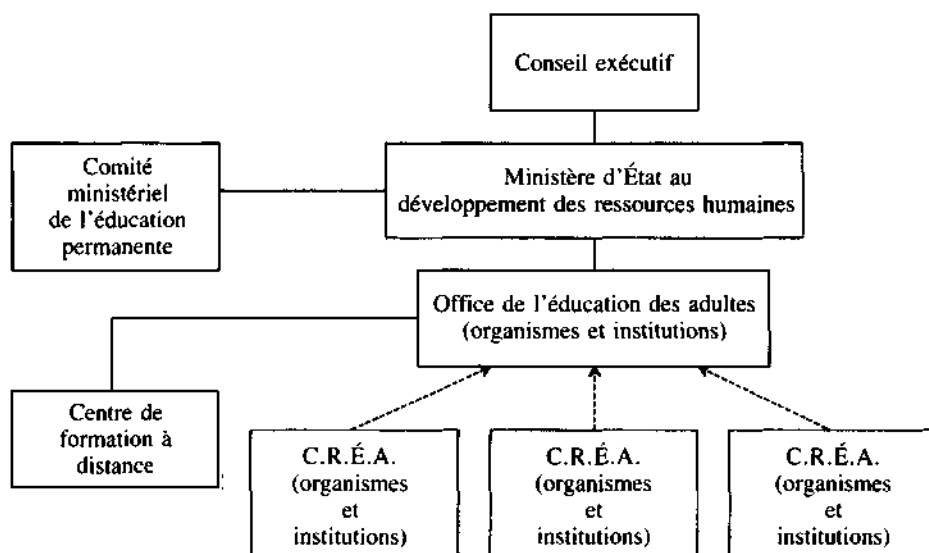 Conseil exécutif
Comité
ministériel
de l'éducation
permanente
Ministère d'État au
développement des ressources humaines
Office de l'éducation des adultes
(organismes et institutions)
Centre de
formation à
distance
C.R.É.A.
(organismes
et
institutions)
C.R.É.A.
(organismes
et
institutions)
C.R.É.A.
(organismes
et
institutions)